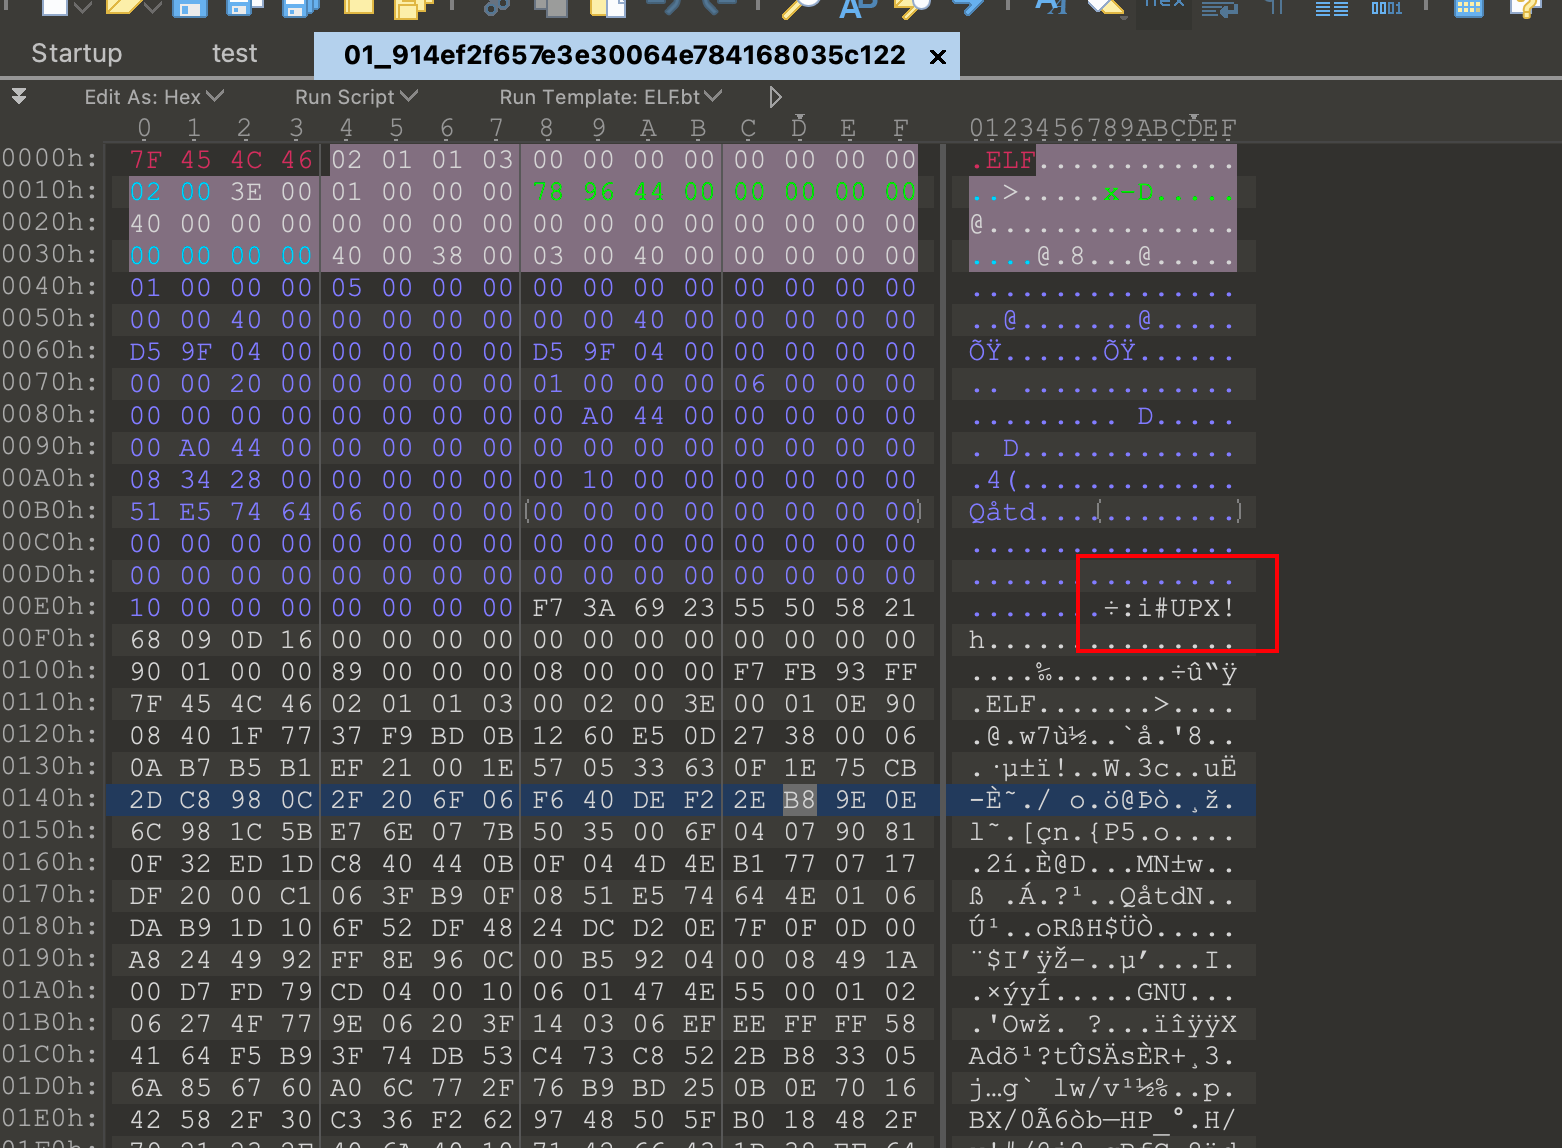 Startup test 01_914ef2f657e3e30064e784168035c122 ×
Edit As: Hex Run Script Run Template: ELF.bt
0 1 2 3 4 5 6 7 8 9 A B C D E F 0123456789ABCDEF
0000h: 7F 45 4C 46 02 01 01 03 00 00 00 00 00 00 00 00 .ELF............
0010h: 02 00 3E 00 01 00 00 00 78 96 44 00 00 00 00 00 ..>.....x–D.....
0020h: 40 00 00 00 00 00 00 00 00 00 00 00 00 00 00 00 @...............
0030h: 00 00 00 00 40 00 38 00 03 00 40 00 00 00 00 00 ....@.8...@.....
0040h: 01 00 00 00 05 00 00 00 00 00 00 00 00 00 00 00 ................
0050h: 00 00 40 00 00 00 00 00 00 00 40 00 00 00 00 00 ..@.......@.....
0060h: D5 9F 04 00 00 00 00 00 D5 9F 04 00 00 00 00 00 ÕŸ......ÕŸ......
0070h: 00 00 20 00 00 00 00 00 01 00 00 00 06 00 00 00 .. .............
0080h: 00 00 00 00 00 00 00 00 00 A0 44 00 00 00 00 00 ......... D.....
0090h: 00 A0 44 00 00 00 00 00 00 00 00 00 00 00 00 00 . D.............
00A0h: 08 34 28 00 00 00 00 00 00 10 00 00 00 00 00 00 .4(.............
00B0h: 51 E5 74 64 06 00 00 00 00 00 00 00 00 00 00 00 Qåtd............
00C0h: 00 00 00 00 00 00 00 00 00 00 00 00 00 00 00 00 ................
00D0h: 00 00 00 00 00 00 00 00 00 00 00 00 00 00 00 00 ................
00E0h: 10 00 00 00 00 00 00 00 F7 3A 69 23 55 50 58 21 ........÷:i#UPX!
00F0h: 68 09 0D 16 00 00 00 00 00 00 00 00 00 00 00 00 h...............
0100h: 90 01 00 00 89 00 00 00 08 00 00 00 F7 FB 93 FF ....‰.......÷û“ÿ
0110h: 7F 45 4C 46 02 01 01 03 00 02 00 3E 00 01 0E 90 .ELF.......>....
0120h: 08 40 1F 77 37 F9 BD 0B 12 60 E5 0D 27 38 00 06 .@.w7ù½..`å.'8..
0130h: 0A B7 B5 B1 EF 21 00 1E 57 05 33 63 0F 1E 75 CB .·µ±ï!..W.3c..uË
0140h: 2D C8 98 0C 2F 20 6F 06 F6 40 DE F2 2E B8 9E 0E -È˜./ o.ö@Þò.¸ž.
0150h: 6C 98 1C 5B E7 6E 07 7B 50 35 00 6F 04 07 90 81 l˜.[çn.{P5.o....
0160h: 0F 32 ED 1D C8 40 44 0B 0F 04 4D 4E B1 77 07 17 .2í.È@D...MN±w..
0170h: DF 20 00 C1 06 3F B9 0F 08 51 E5 74 64 4E 01 06 ß .Á.?¹..QåtdN..
0180h: DA B9 1D 10 6F 52 DF 48 24 DC D2 0E 7F 0F 0D 00 Ú¹..oRßH$ÜÒ.....
0190h: A8 24 49 92 FF 8E 96 0C 00 B5 92 04 00 08 49 1A ¨$I’ÿŽ–..µ’...I.
01A0h: 00 D7 FD 79 CD 04 00 10 06 01 47 4E 55 00 01 02 .×ýyÍ.....GNU...
01B0h: 06 27 4F 77 9E 06 20 3F 14 03 06 EF EE FF FF 58 .'Owž. ?...ïîÿÿX
01C0h: 41 64 F5 B9 3F 74 DB 53 C4 73 C8 52 2B B8 33 05 Adõ¹?tÛSÄsÈR+¸3.
01D0h: 6A 85 67 60 A0 6C 77 2F 76 B9 BD 25 0B 0E 70 16 j…g` lw/v¹½%..p.
01E0h: 42 58 2F 30 C3 36 F2 62 97 48 50 5F B0 18 48 2F BX/0Ã6òb—HP_°.H/